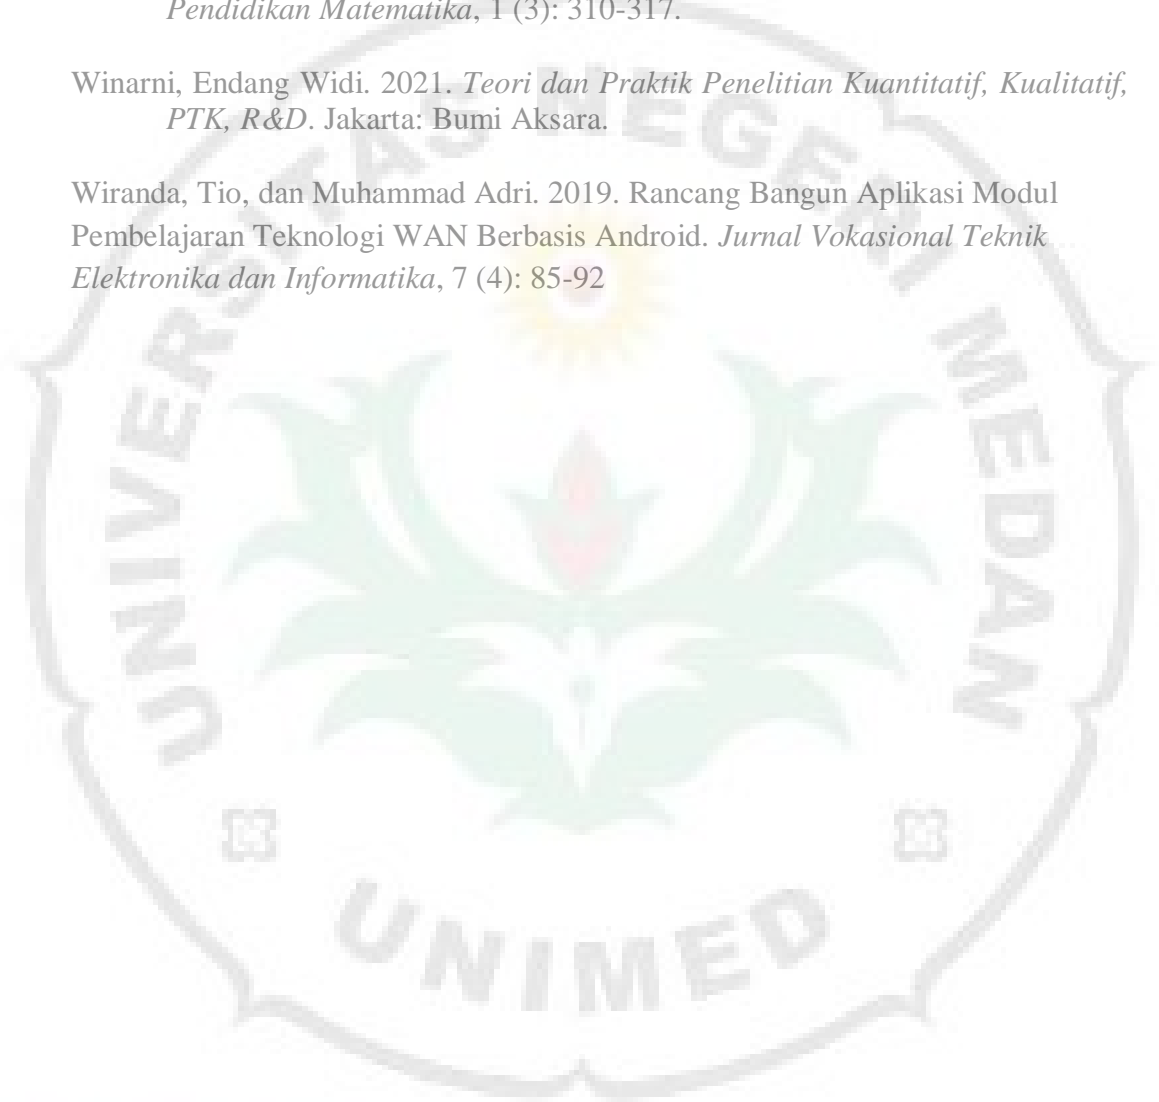 Pendidikan Matematika, 1 (3): 310-317.
Winarni, Endang Widi. 2021. Teori dan Praktik Penelitian Kuantitatif, Kualitatif,
PTK, R&D. Jakarta: Bumi Aksara.
Wiranda, Tio, dan Muhammad Adri. 2019. Rancang Bangun Aplikasi Modul
Pembelajaran Teknologi WAN Berbasis Android. Jurnal Vokasional Teknik
Elektronika dan Informatika, 7 (4): 85-92
UNIVERSITAS NEGERI MEDAN
UNIMED